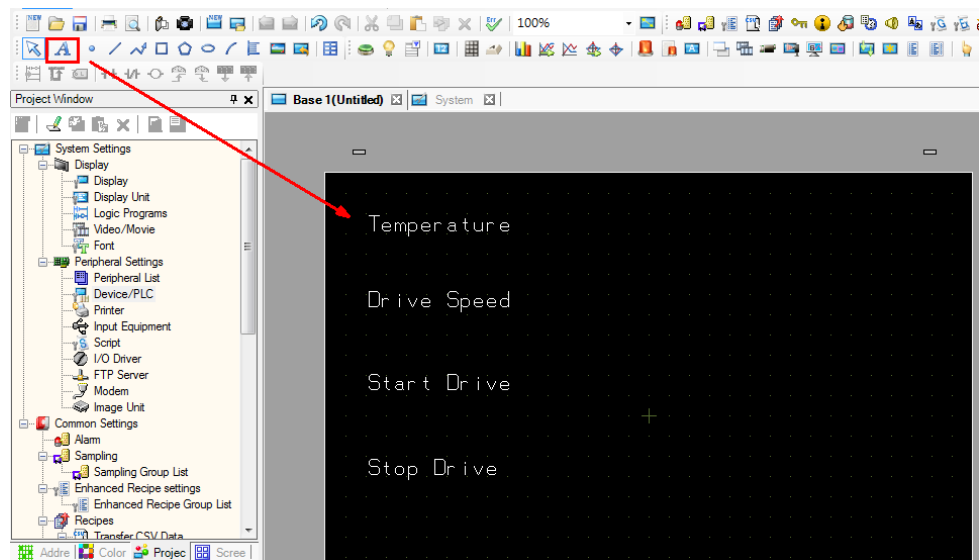 100%
A
Project Window
Base 1(Untitled) System
System Settings
Display
Display
Display Unit
Logic Programs
Video/Movie
Font
Peripheral Settings
Peripheral List
Device/PLC
Printer
Input Equipment
Script
I/O Driver
FTP Server
Modem
Image Unit
Common Settings
Alarm
Sampling
Sampling Group List
Enhanced Recipe settings
Enhanced Recipe Group List
Recipes
Transfer CSV Data
Addre Color Projec Scree
Temperature
Drive Speed
Start Drive
Stop Drive